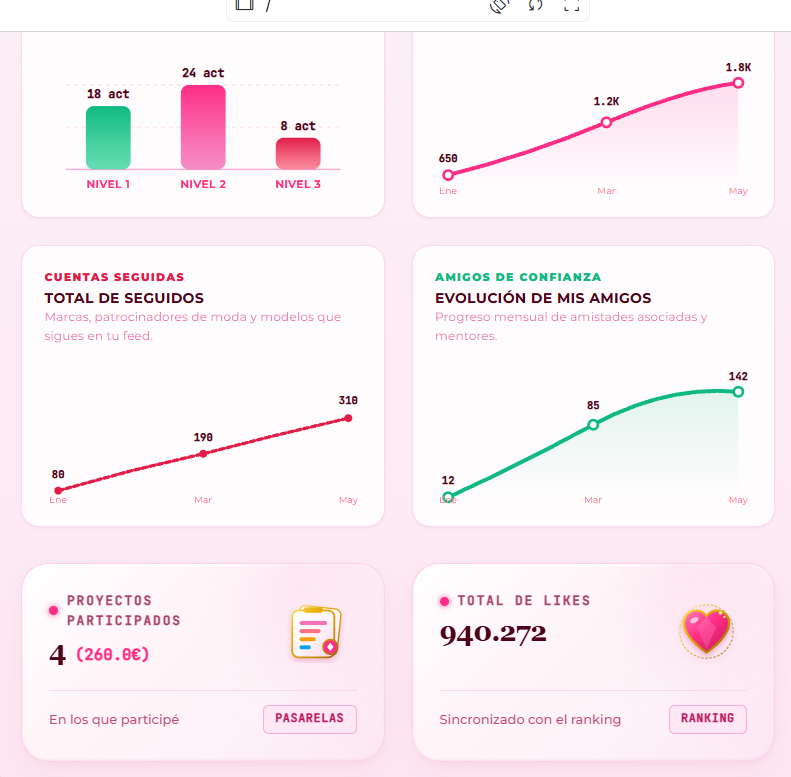 /
24 act
18 act
8 act
NIVEL 1
NIVEL 2
NIVEL 3
1.8K
1.2K
650
Ene
Mar
May
CUENTAS SEGUIDAS
TOTAL DE SEGUIDOS
Marcas, patrocinadores de moda y modelos que
sigues en tu feed.
310
190
80
Ene
Mar
May
AMIGOS DE CONFIANZA
EVOLUCIÓN DE MIS AMIGOS
Progreso mensual de amistades asociadas y
mentores.
142
85
12
Ene
Mar
May
PROYECTOS
PARTICIPADOS
4 (260.0€)
En los que participé
PASARELAS
TOTAL DE LIKES
940.272
Sincronizado con el ranking
RANKING